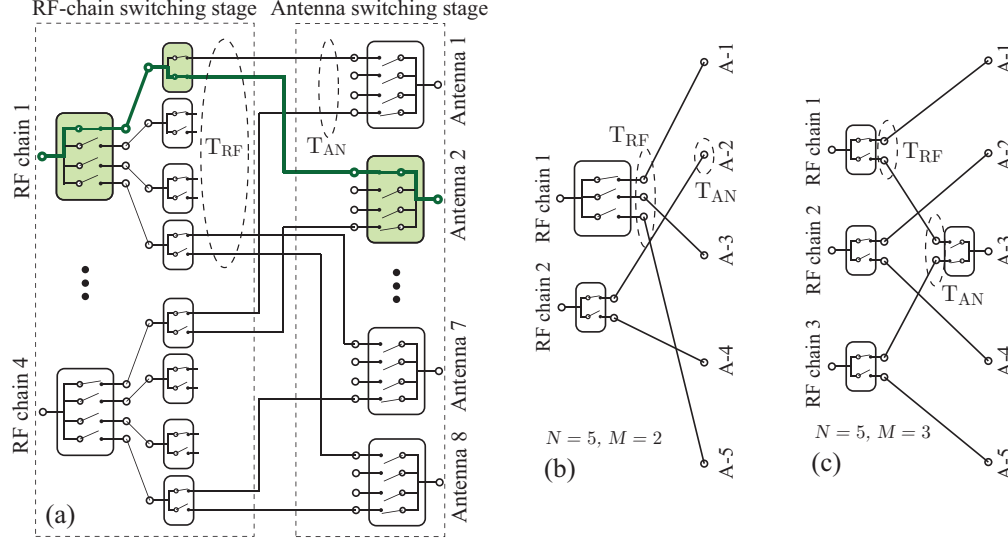 RF-chain switching stage
Antenna switching stage
RF chain 1
RF chain 4
T_RF
T_AN
Antenna 1
Antenna 2
Antenna 7
Antenna 8
(a)
RF chain 1
RF chain 2
T_RF
T_AN
A-1
A-2
A-3
A-4
A-5
N = 5, M = 2
(b)
RF chain 1
RF chain 2
RF chain 3
T_RF
T_AN
A-1
A-2
A-3
A-4
A-5
N = 5, M = 3
(c)